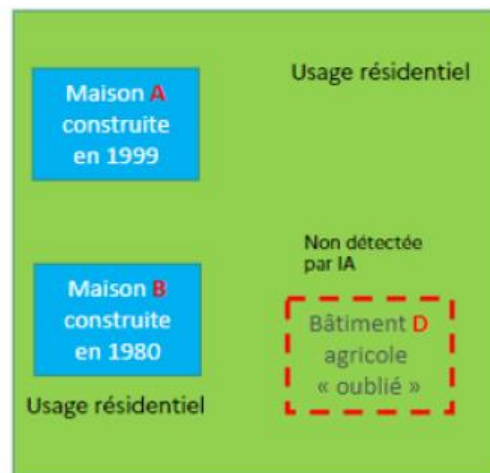 Usage résidentiel
Maison A
construite
en 1999
Non détectée
par IA
Maison B
construite
en 1980
Bâtiment D
agricole
« oublié »
Usage résidentiel